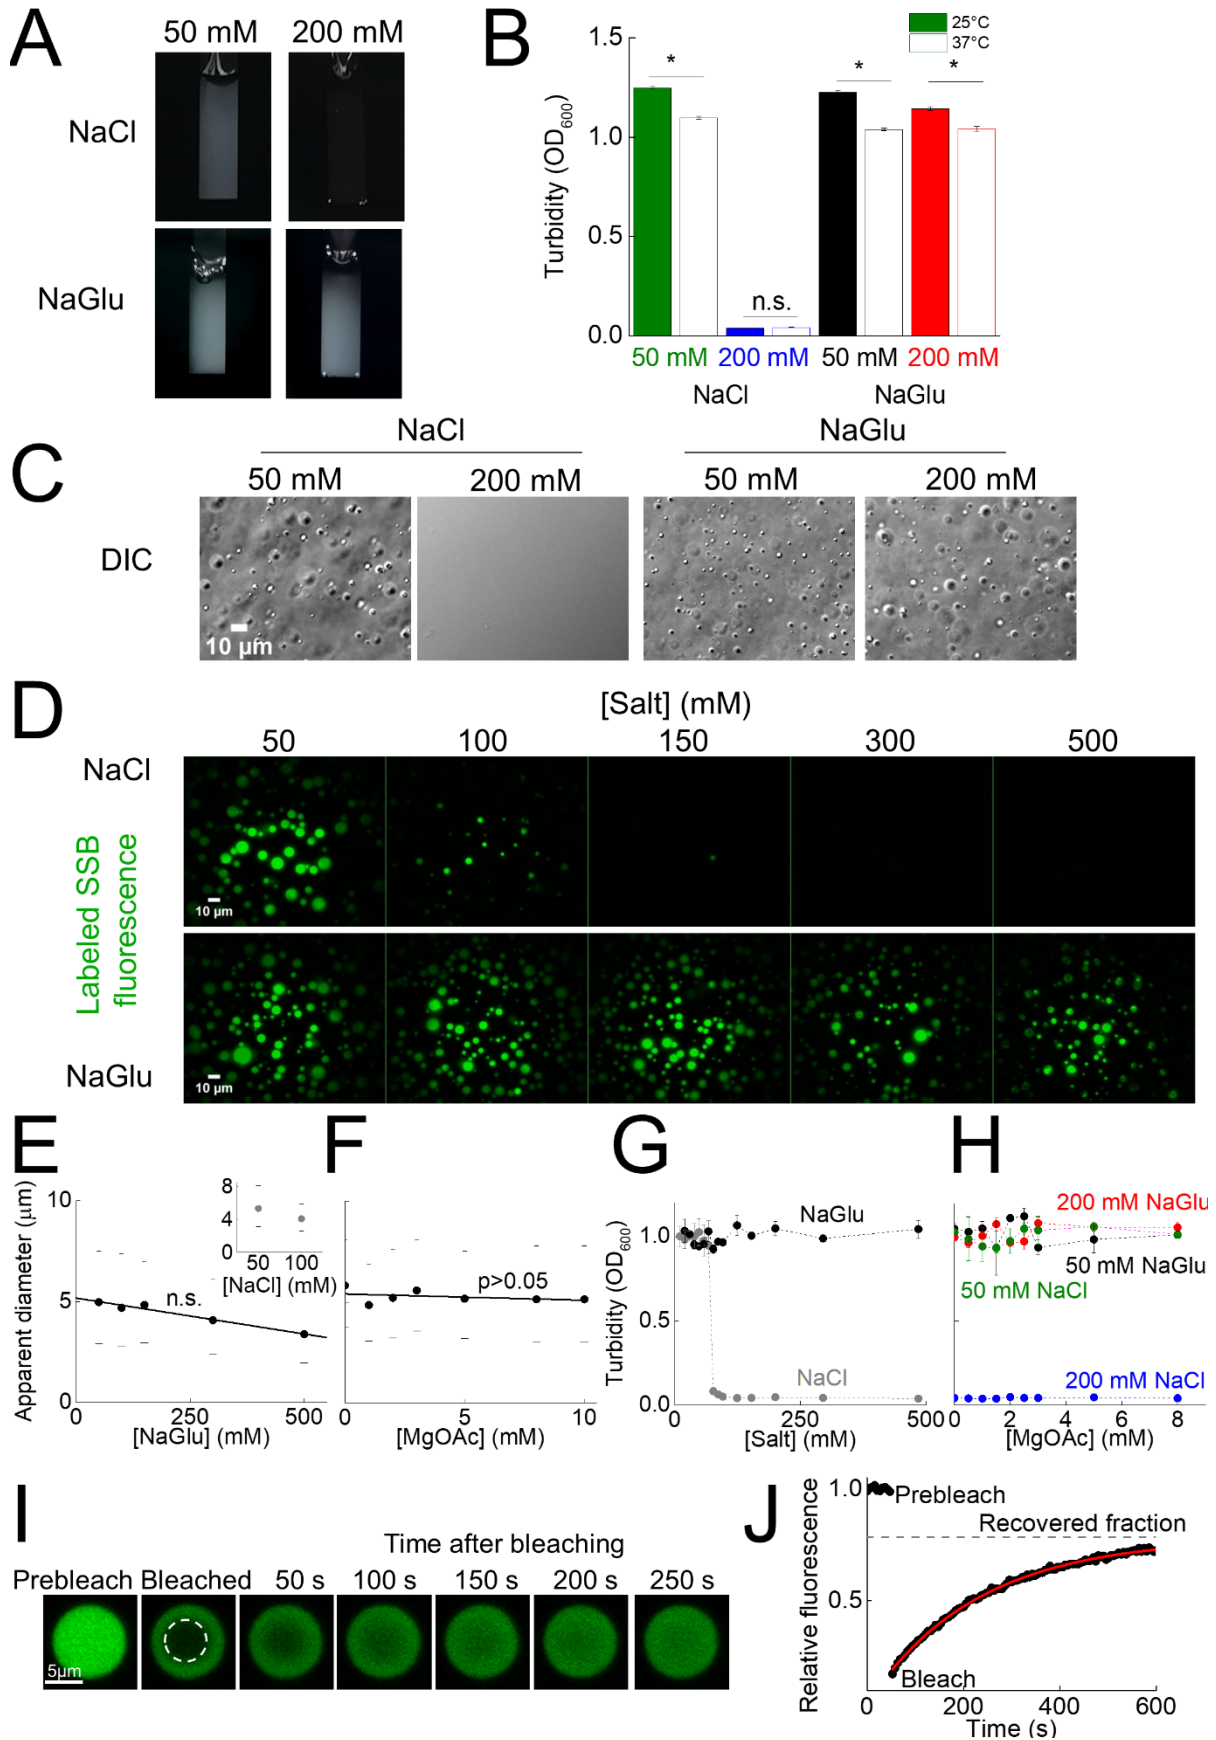 A
50 mM 200 mM
NaCl
NaGlu
B
25°C
37°C
1.5
1.0
0.5
0.0
Turbidity (OD600)
* n.s. * *
50 mM 200 mM 50 mM 200 mM
NaCl NaGlu
C
NaCl NaGlu
50 mM 200 mM 50 mM 200 mM
DIC
10 µm
D
[Salt] (mM)
50 100 150 300 500
NaCl
Labeled SSB
fluorescence
10 µm
NaGlu
10 µm
E
Apparent diameter (µm)
10
5
0
8
4
0
50 100
[NaCl] (mM)
n.s.
0 250 500
[NaGlu] (mM)
F
p>0.05
0 5 10
[MgOAc] (mM)
G
Turbidity (OD600)
1.0
0.5
0.0
NaGlu
NaCl
0 250 500
[Salt] (mM)
H
200 mM NaGlu
50 mM NaGlu
50 mM NaCl
200 mM NaCl
0 2 4 6 8
[MgOAc] (mM)
I
Time after bleaching
Prebleach Bleached 50 s 100 s 150 s 200 s 250 s
5µm
J
Relative fluorescence
1.0
0.5
Prebleach
Recovered fraction
Bleach
0 200 400 600
Time (s)